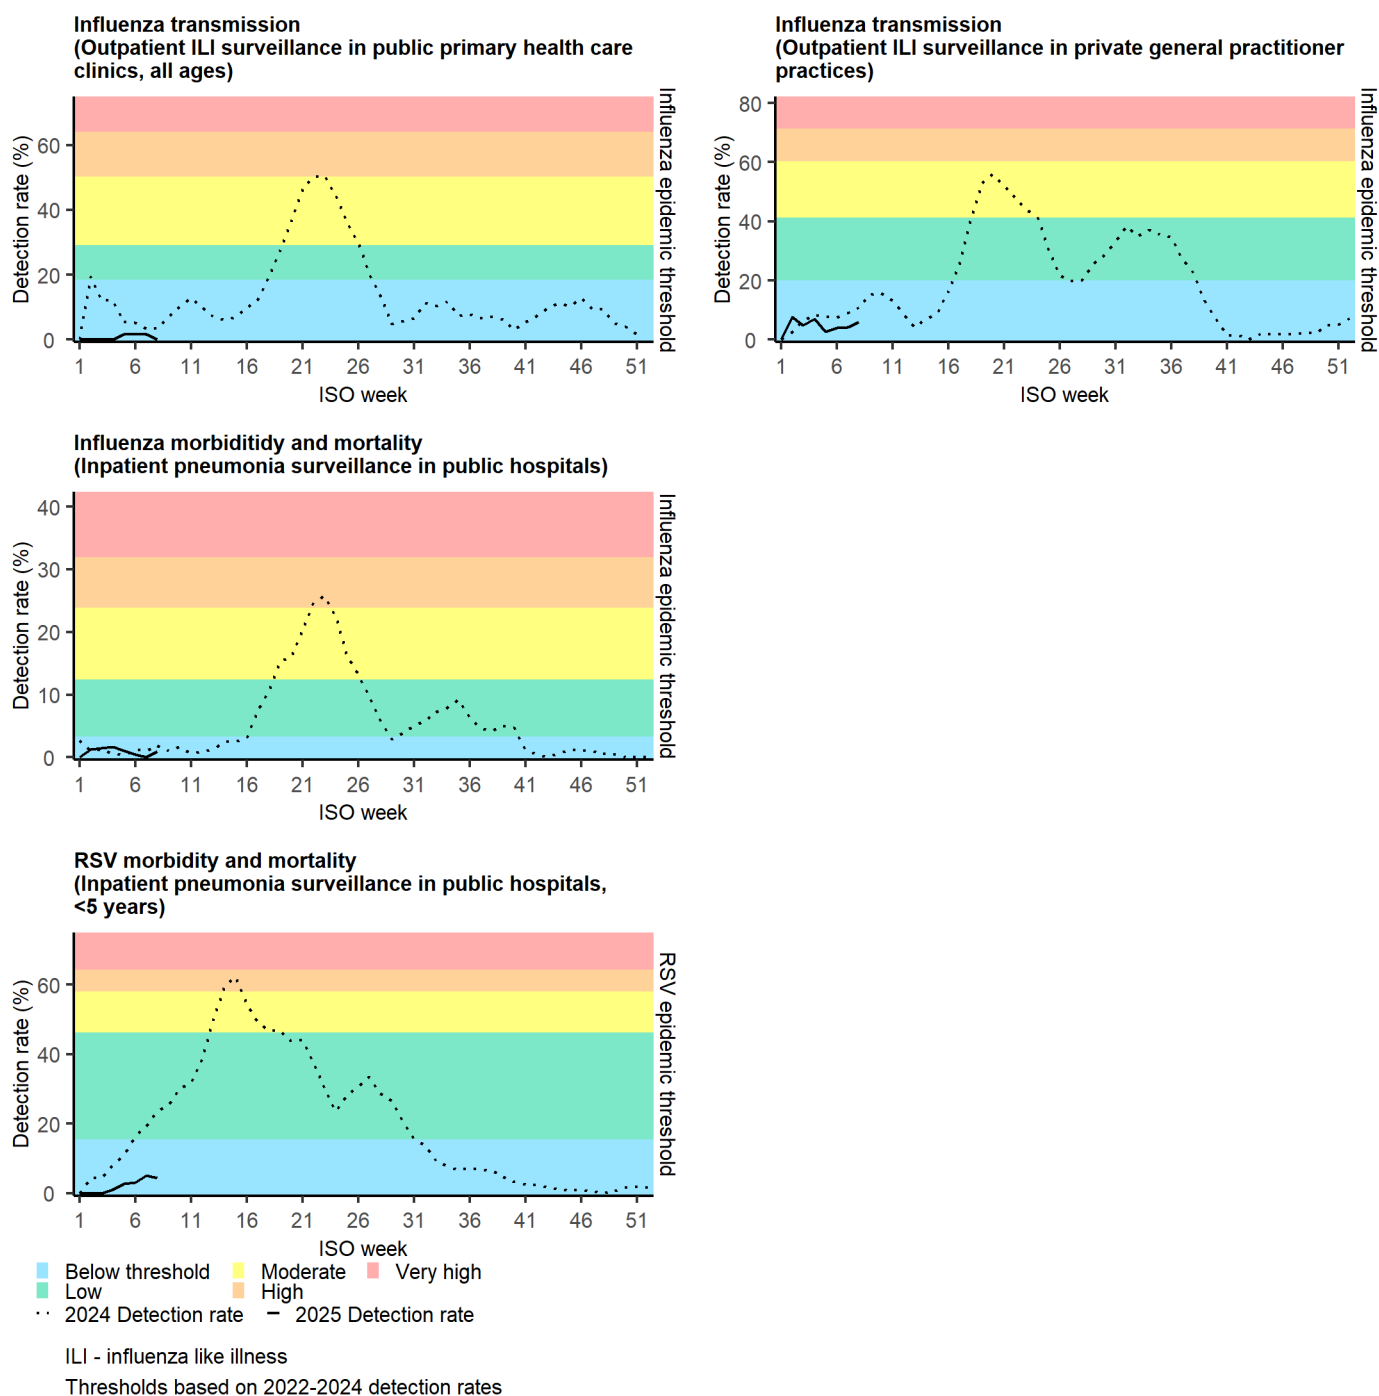 Influenza transmission
(Outpatient ILI surveillance in public primary health care
clinics, all ages)
Detection rate (%)
60
40
20
0
1 6 11 16 21 26 31 36 41 46 51
ISO week
Influenza epidemic threshold
Influenza transmission
(Outpatient ILI surveillance in private general practitioner
practices)
Detection rate (%)
80
60
40
20
0
1 6 11 16 21 26 31 36 41 46 51
ISO week
Influenza epidemic threshold
Influenza morbiditidy and mortality
(Inpatient pneumonia surveillance in public hospitals)
Detection rate (%)
40
30
20
10
0
1 6 11 16 21 26 31 36 41 46 51
ISO week
Influenza epidemic threshold
RSV morbidity and mortality
(Inpatient pneumonia surveillance in public hospitals,
<5 years)
Detection rate (%)
60
40
20
0
1 6 11 16 21 26 31 36 41 46 51
ISO week
RSV epidemic threshold
Below threshold Moderate Very high
Low High
2024 Detection rate 2025 Detection rate
ILI - influenza like illness
Thresholds based on 2022-2024 detection rates